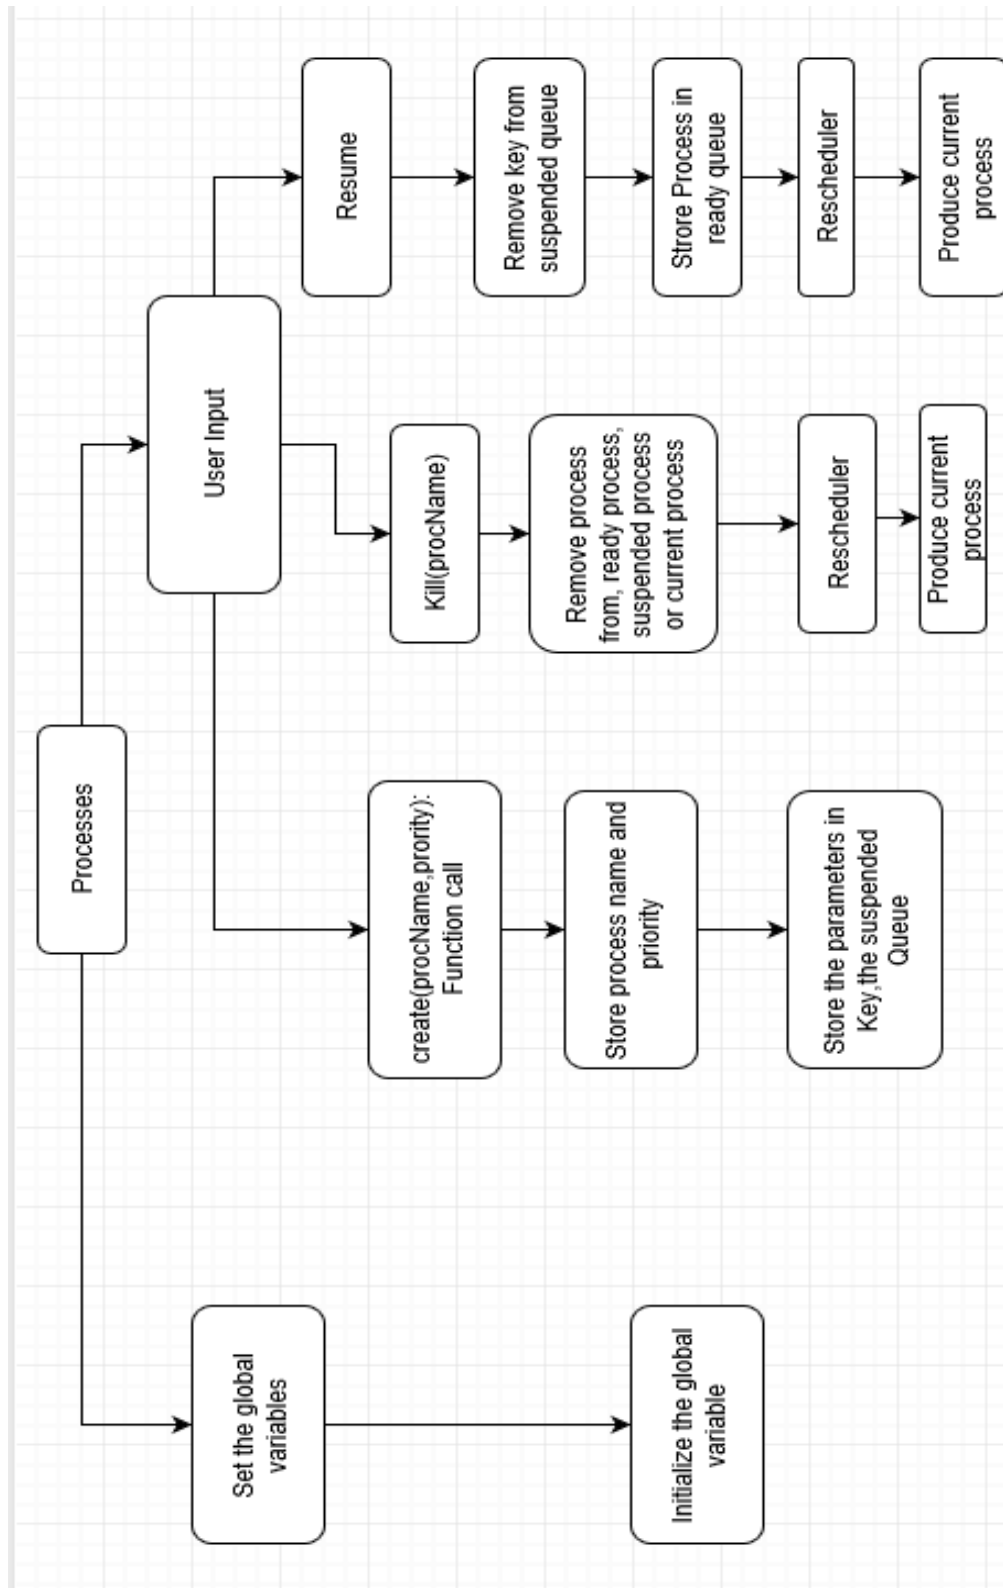 Processes
Set the global
variables
Initialize the global
variable
User Input
create(procName,prority):
Function call
Store process name and
priority
Store the parameters in
Key,the suspended
Queue
Kill(procName)
Remove process
from, ready process,
suspended process
or current process
Rescheduler
Produce current
process
Resume
Remove key from
suspended queue
Strore Process in
ready queue
Rescheduler
Produce current
process